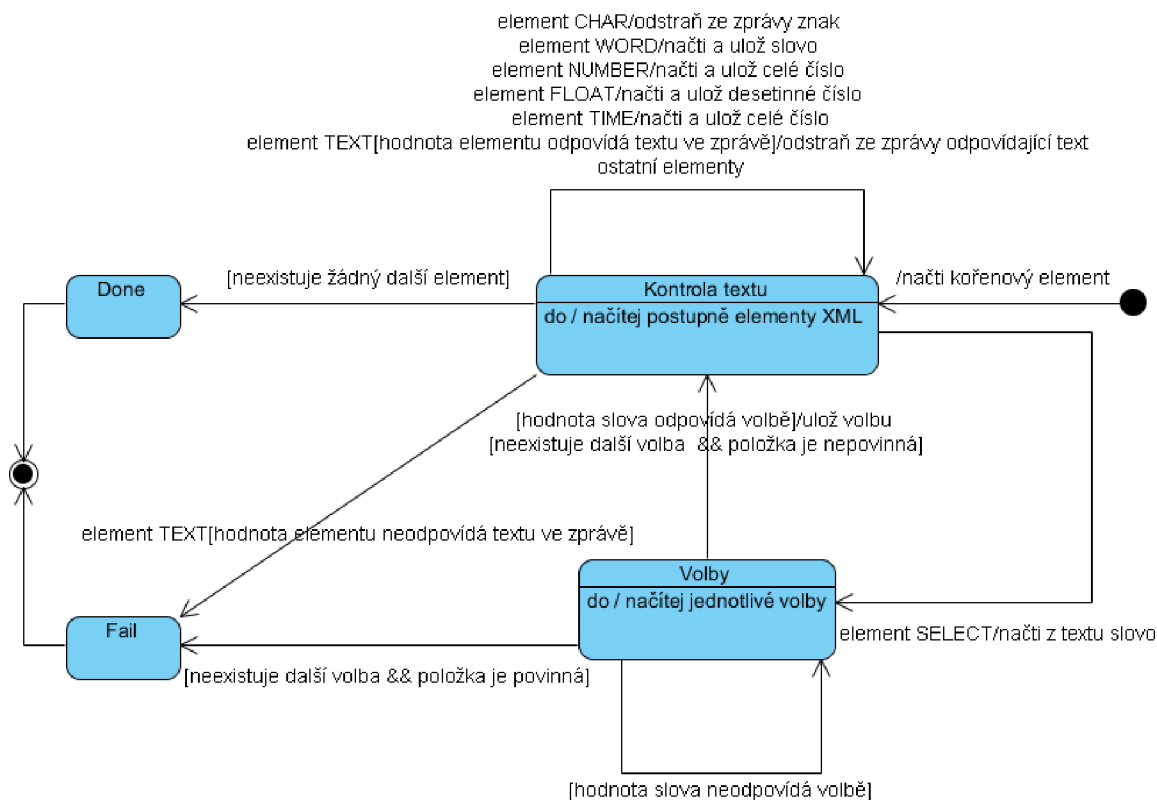 element CHAR/odstraň ze zprávy znak
element WORD/načti a ulož slovo
element NUMBER/načti a ulož celé číslo
element FLOAT/načti a ulož desetinné číslo
element TIME/načti a ulož celé číslo
element TEXT[hodnota elementu odpovídá textu ve zprávě]/odstraň ze zprávy odpovídající text
ostatní elementy
[neexistuje žádný další element]
/načti kořenový element
Done
Kontrola textu
do / načítej postupně elementy XML
[hodnota slova odpovídá volbě]/ulož volbu
[neexistuje další volba && položka je nepovinná]
element TEXT[hodnota elementu neodpovídá textu ve zprávě]
Volby
do / načítej jednotlivé volby
Fail
element SELECT/načti z textu slovo
[neexistuje další volba && položka je povinná]
[hodnota slova neodpovídá volbě]